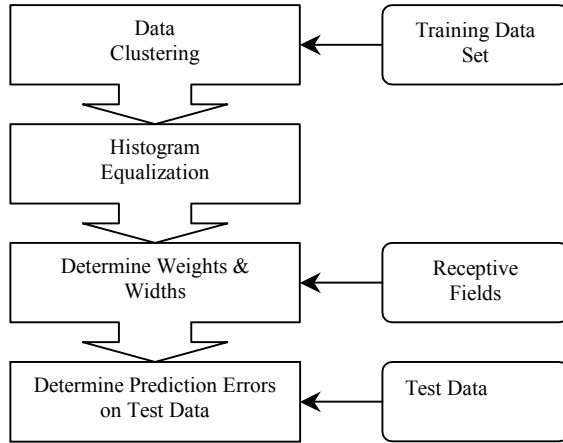 Data
Clustering
Training Data
Set
Histogram
Equalization
Determine Weights &
Widths
Receptive
Fields
Determine Prediction Errors
on Test Data
Test Data